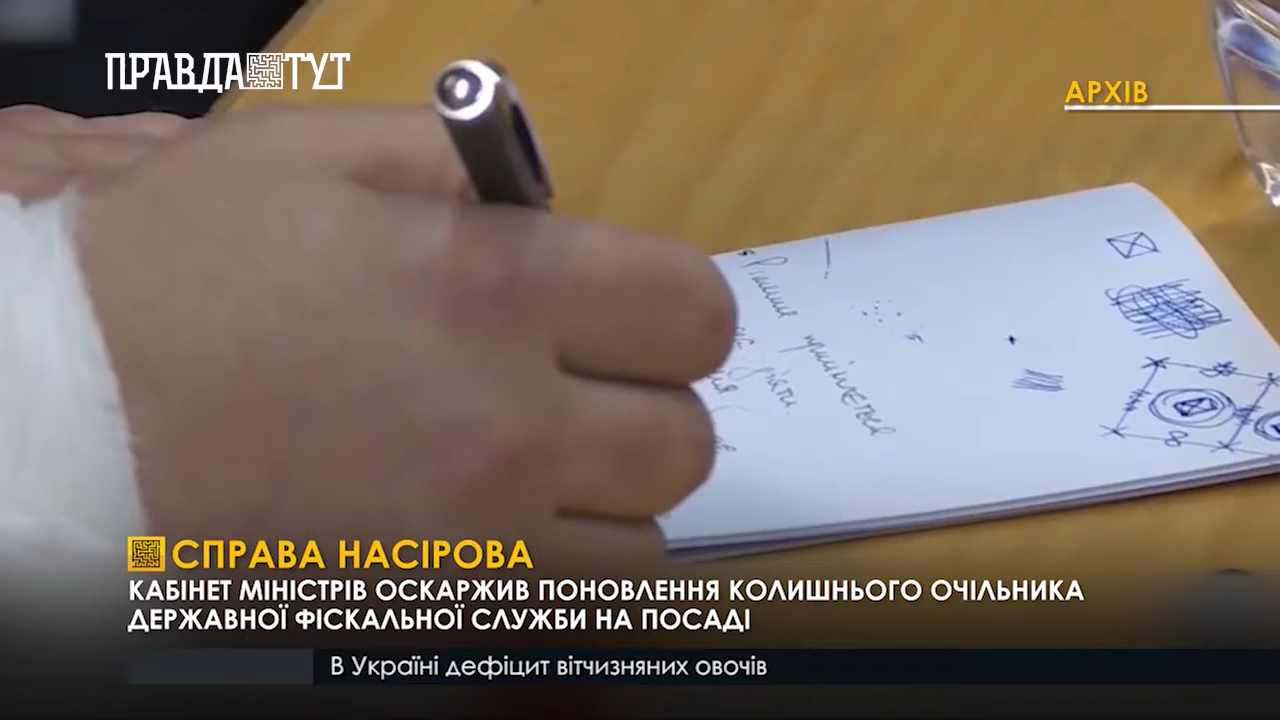 ПРАВДА ТУТ
АРХІВ
СПРАВА НАСІРОВА
КАБІНЕТ МІНІСТРІВ ОСКАРЖИВ ПОНОВЛЕННЯ КОЛИШНЬОГО ОЧІЛЬНИКА
ДЕРЖАВНОЇ ФІСКАЛЬНОЇ СЛУЖБИ НА ПОСАДІ
В Україні дефіцит вітчизняних овочів